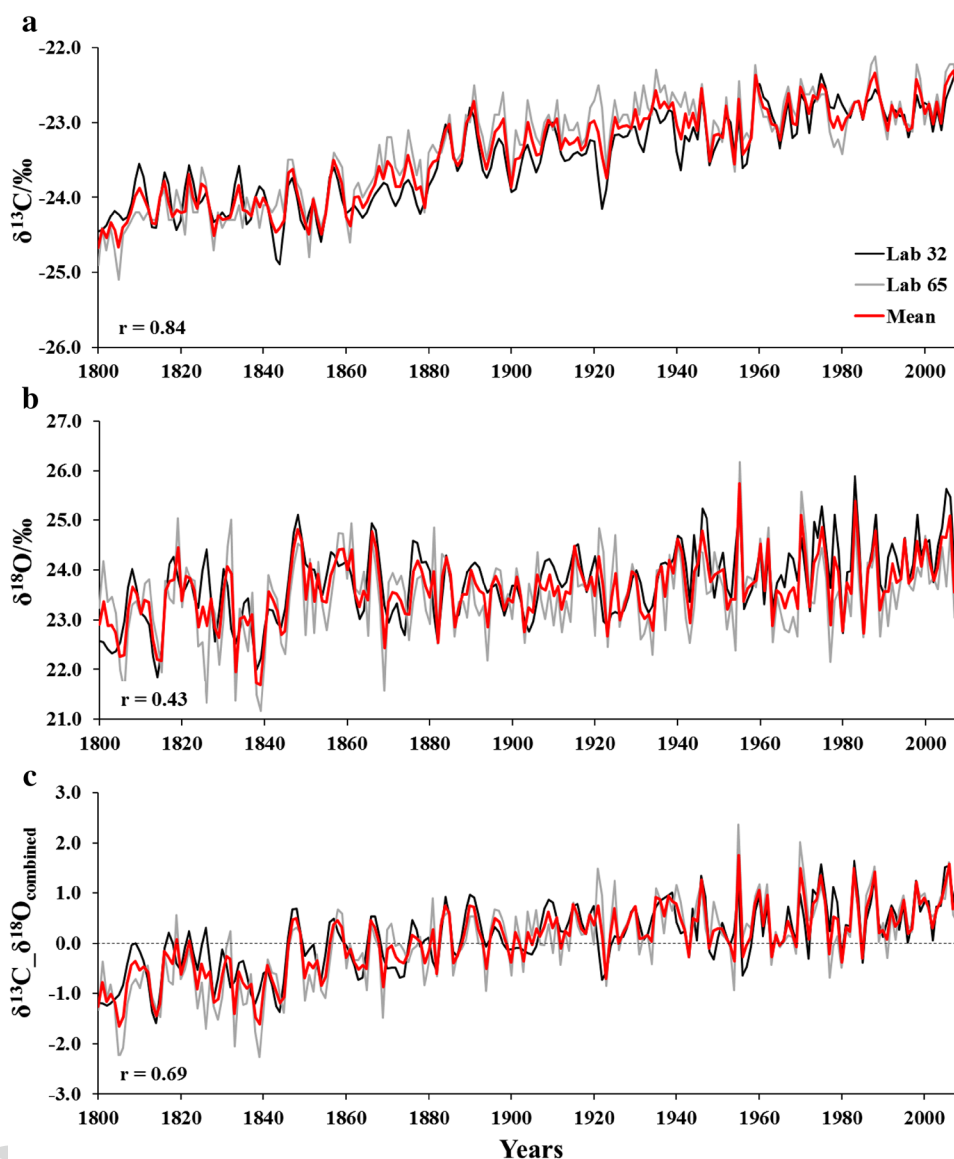 a
δ¹³C/‰
-22.0
-23.0
-24.0
-25.0
-26.0
Lab 32
Lab 65
Mean
r = 0.84
1800 1820 1840 1860 1880 1900 1920 1940 1960 1980 2000
b
δ¹⁸O/‰
27.0
26.0
25.0
24.0
23.0
22.0
21.0
r = 0.43
1800 1820 1840 1860 1880 1900 1920 1940 1960 1980 2000
c
δ¹³C_δ¹⁸O combined
3.0
2.0
1.0
0.0
-1.0
-2.0
-3.0
r = 0.69
1800 1820 1840 1860 1880 1900 1920 1940 1960 1980 2000
Years